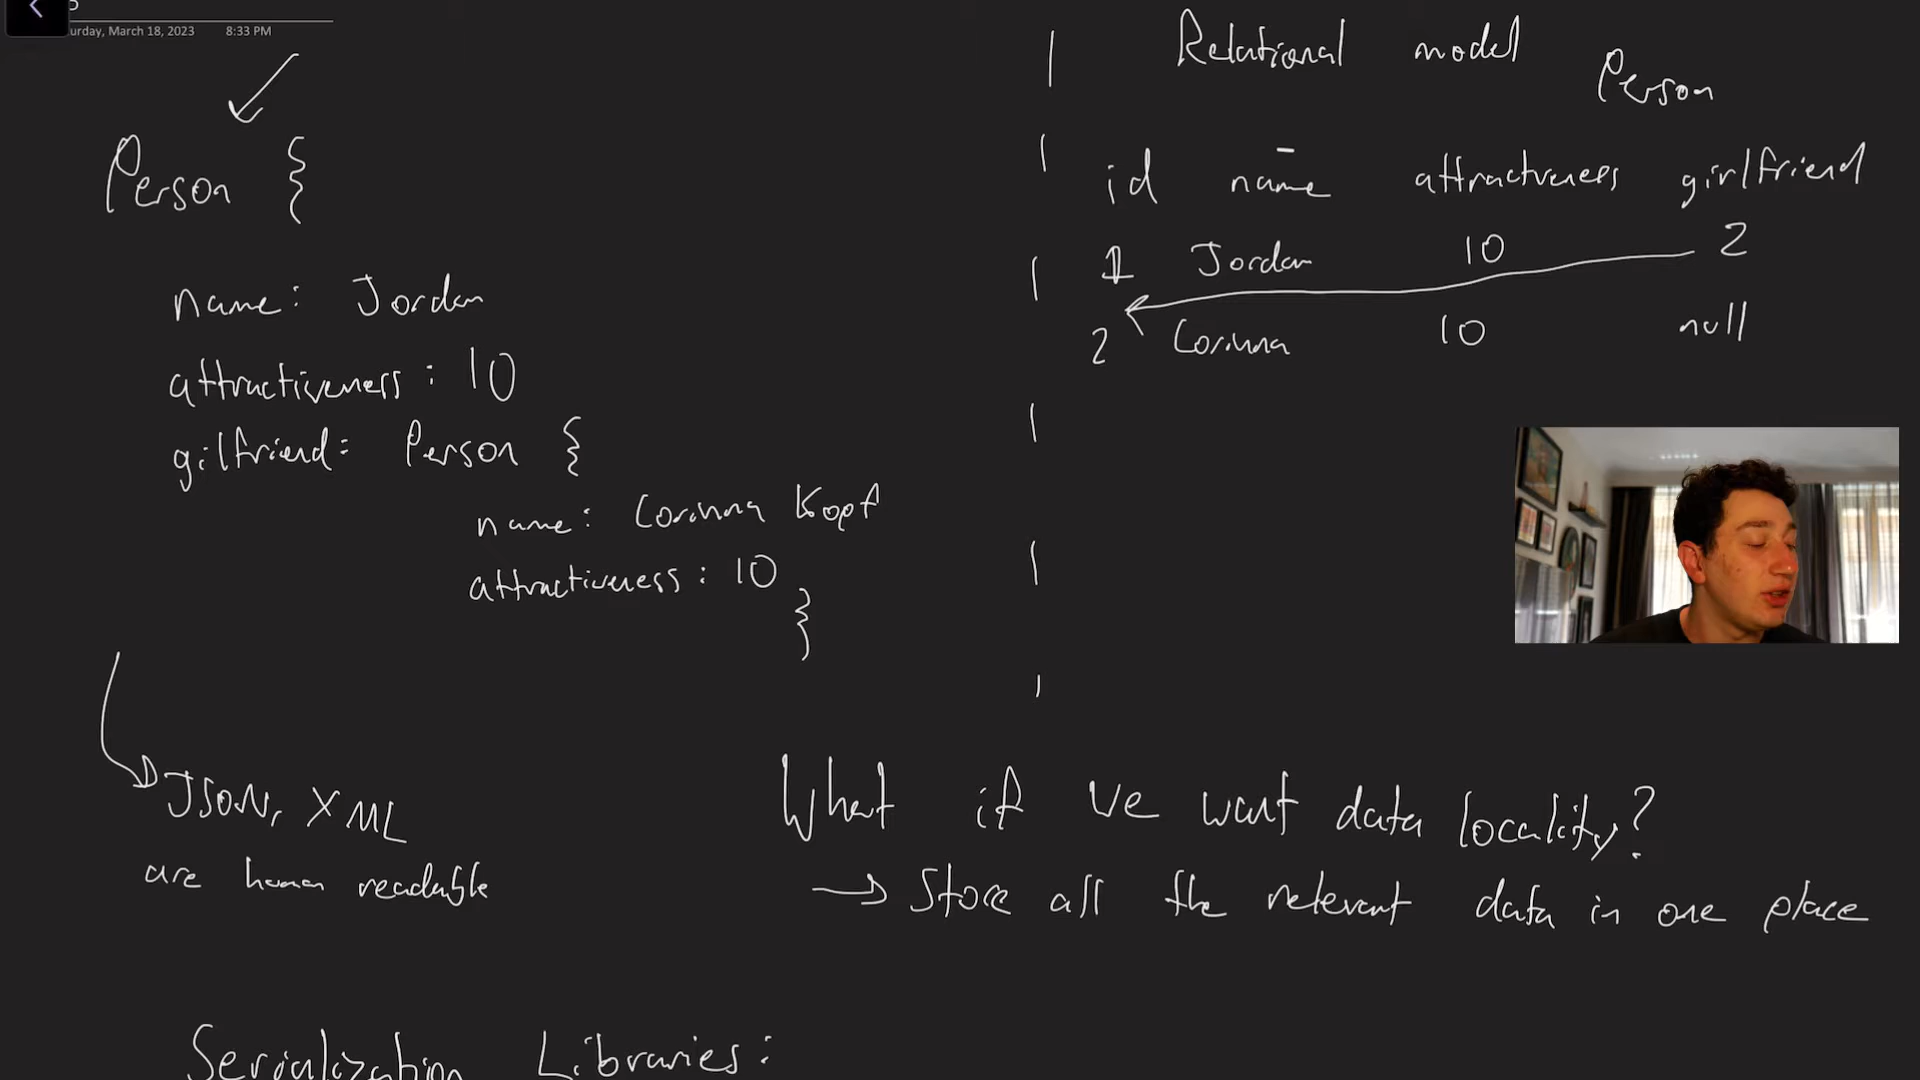 urday, March 18, 2023 8:33 PM
Person {
name: Jordan
attractiveness: 10
gilfriend: Person {
name: Corinna Kopf
attractiveness: 10
}
JSON, XML
are human readable
Relational model
Person
id name attractveness girlfriend
1 Jordan 10 2
2 Corinna 10 null
What if we want data locality?
→ Store all the relevant data in one place
Serialization Libraries: